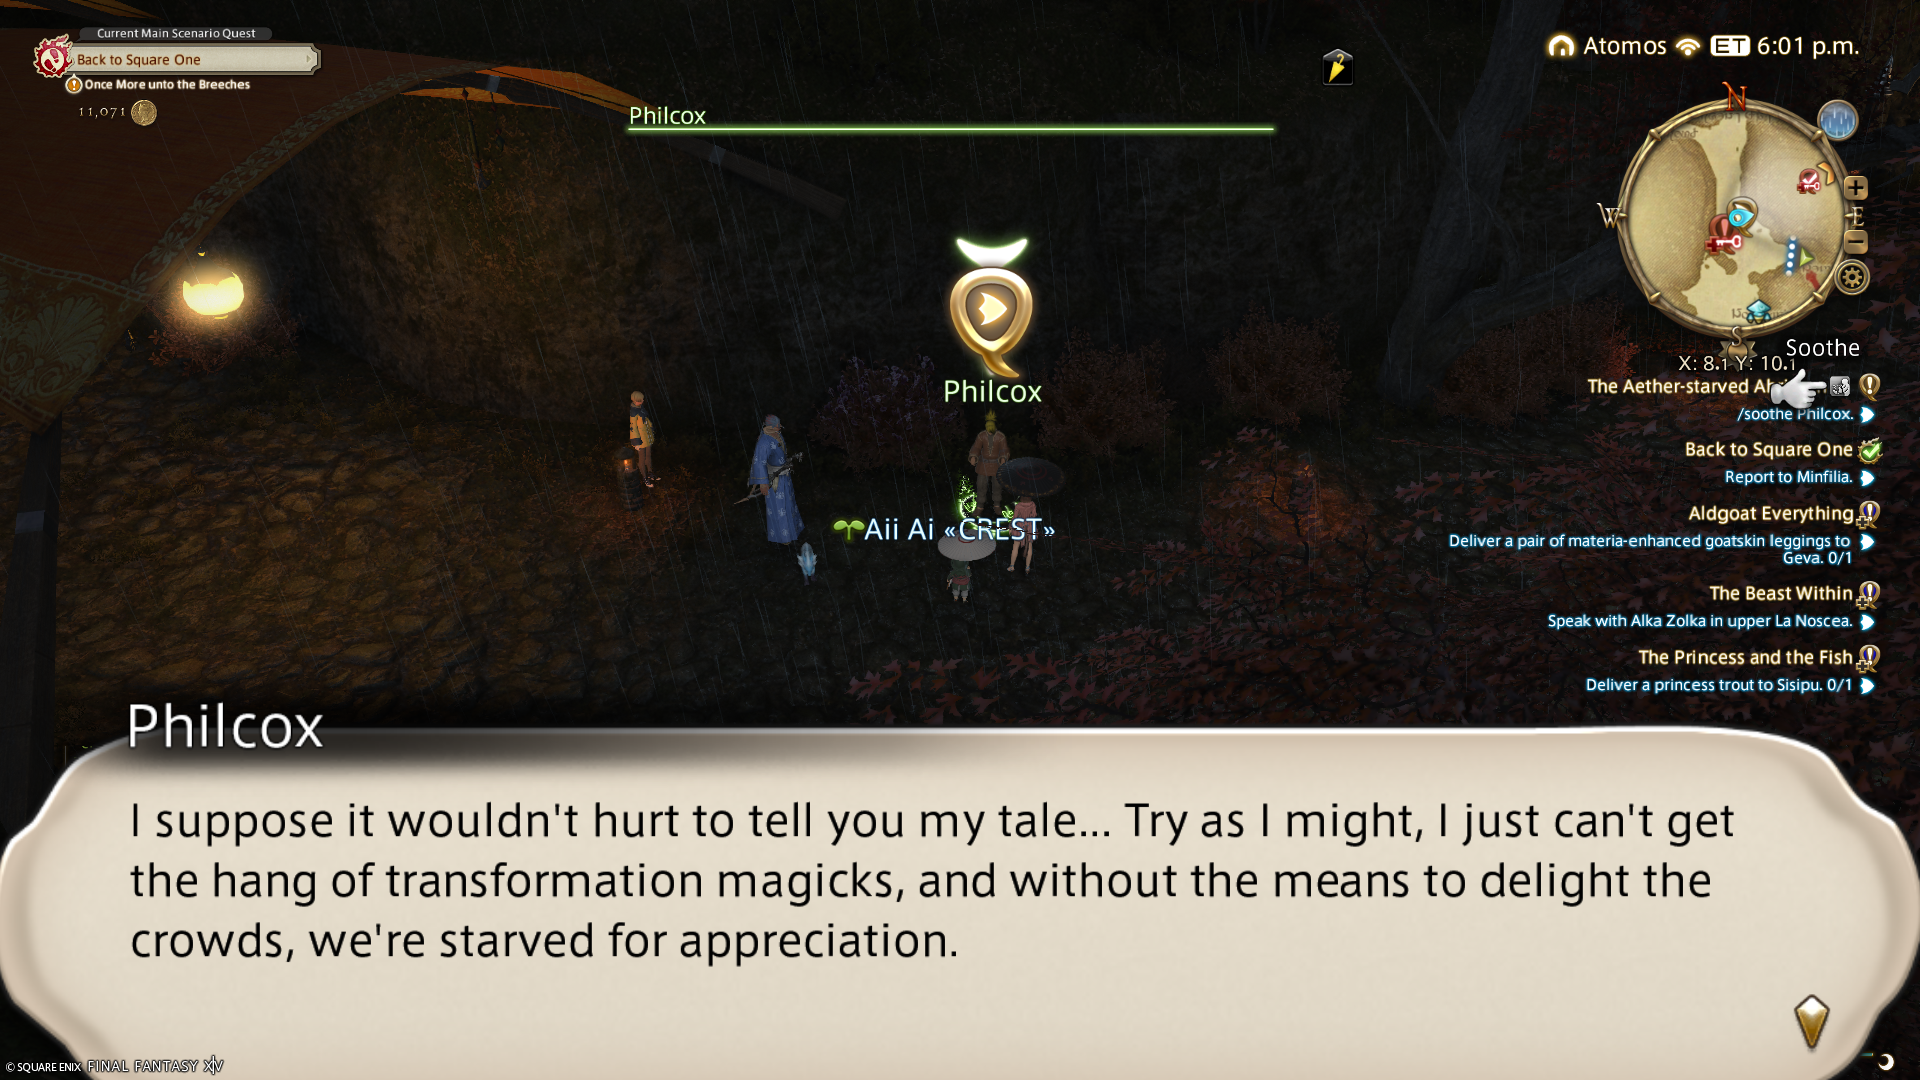 Current Main Scenario Quest
Back to Square One
Once More unto the Breeches
11,071
Philcox
Atomos ET 6:01 p.m.
N
W
E
S
X: 8.1 Y: 10.1
Soothe
The Aether-starved
/soothe Philcox.
Back to Square One
Report to Minfilia.
Aldgoat Everything
Deliver a pair of materia-enhanced goatskin leggings to
Geva. 0/1
The Beast Within
Speak with Alka Zolka in upper La Noscea.
The Princess and the Fish
Deliver a princess trout to Sisipu. 0/1
Philcox
Aii Ai «CREST»
Philcox
I suppose it wouldn't hurt to tell you my tale... Try as I might, I just can't get
the hang of transformation magicks, and without the means to delight the
crowds, we're starved for appreciation.
© SQUARE ENIX FINAL FANTASY XIV